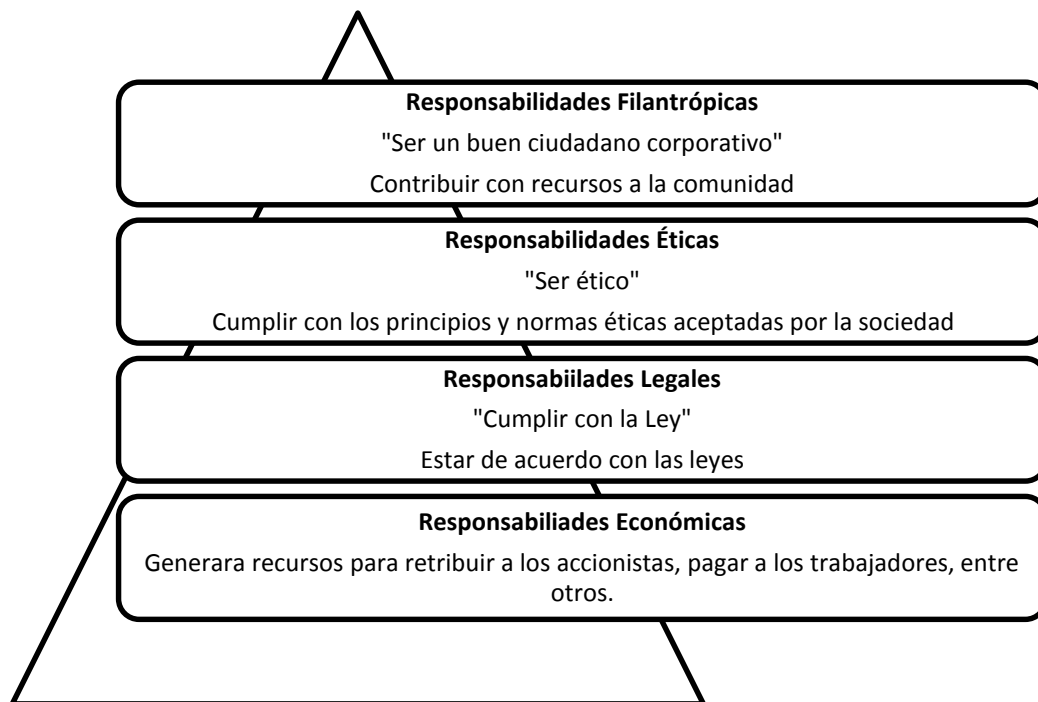 Responsabilidades Filantrópicas
"Ser un buen ciudadano corporativo"
Contribuir con recursos a la comunidad
Responsabilidades Éticas
"Ser ético"
Cumplir con los principios y normas éticas aceptadas por la sociedad
Responsabiilades Legales
"Cumplir con la Ley"
Estar de acuerdo con las leyes
Responsabiliades Económicas
Generara recursos para retribuir a los accionistas, pagar a los trabajadores, entre
otros.